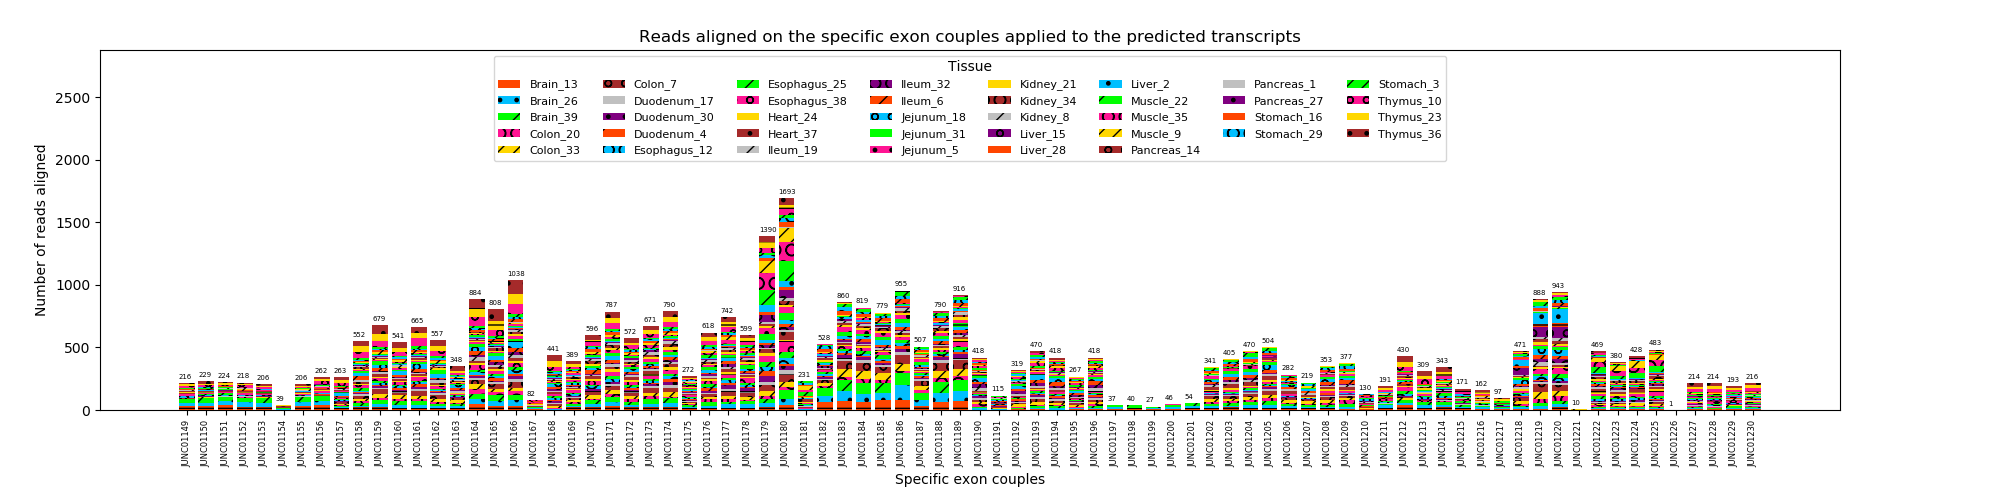 Reads aligned on the specific exon couples applied to the predicted transcripts
Tissue
Brain_13 Colon_7 Esophagus_25 Ileum_32 Kidney_21 Liver_2 Pancreas_1 Stomach_3
Brain_26 Duodenum_17 Esophagus_38 Ileum_6 Kidney_34 Muscle_22 Pancreas_27 Thymus_10
Brain_39 Duodenum_30 Heart_24 Jejunum_18 Kidney_8 Muscle_35 Stomach_16 Thymus_23
Colon_20 Duodenum_4 Heart_37 Jejunum_31 Liver_15 Muscle_9 Stomach_29 Thymus_36
Colon_33 Esophagus_12 Ileum_19 Jejunum_5 Liver_28 Pancreas_14
Number of reads aligned
2500
2000
1500
1000
500
0
216 229 224 218 206 39 206 262 263 552 679 541 665 557 348 884 808 1038 82 441 389 596 787 572 671 790 272 618 742 599 1390 1693 231 528 860 819 779 955 507 790 916 418 115 319 470 418 267 418 37 40 27 46 54 341 405 470 504 282 219 353 377 130 191 430 309 343 171 162 97 471 888 943 10 469 380 428 483 1 214 214 193 216
JUNC01149 JUNC01150 JUNC01151 JUNC01152 JUNC01153 JUNC01154 JUNC01155 JUNC01156 JUNC01157 JUNC01158 JUNC01159 JUNC01160 JUNC01161 JUNC01162 JUNC01163 JUNC01164 JUNC01165 JUNC01166 JUNC01167 JUNC01168 JUNC01169 JUNC01170 JUNC01171 JUNC01172 JUNC01173 JUNC01174 JUNC01175 JUNC01176 JUNC01177 JUNC01178 JUNC01179 JUNC01180 JUNC01181 JUNC01182 JUNC01183 JUNC01184 JUNC01185 JUNC01186 JUNC01187 JUNC01188 JUNC01189 JUNC01190 JUNC01191 JUNC01192 JUNC01193 JUNC01194 JUNC01195 JUNC01196 JUNC01197 JUNC01198 JUNC01199 JUNC01200 JUNC01201 JUNC01202 JUNC01203 JUNC01204 JUNC01205 JUNC01206 JUNC01207 JUNC01208 JUNC01209 JUNC01210 JUNC01211 JUNC01212 JUNC01213 JUNC01214 JUNC01215 JUNC01216 JUNC01217 JUNC01218 JUNC01219 JUNC01220 JUNC01221 JUNC01222 JUNC01223 JUNC01224 JUNC01225 JUNC01226 JUNC01227 JUNC01228 JUNC01229 JUNC01230
Specific exon couples